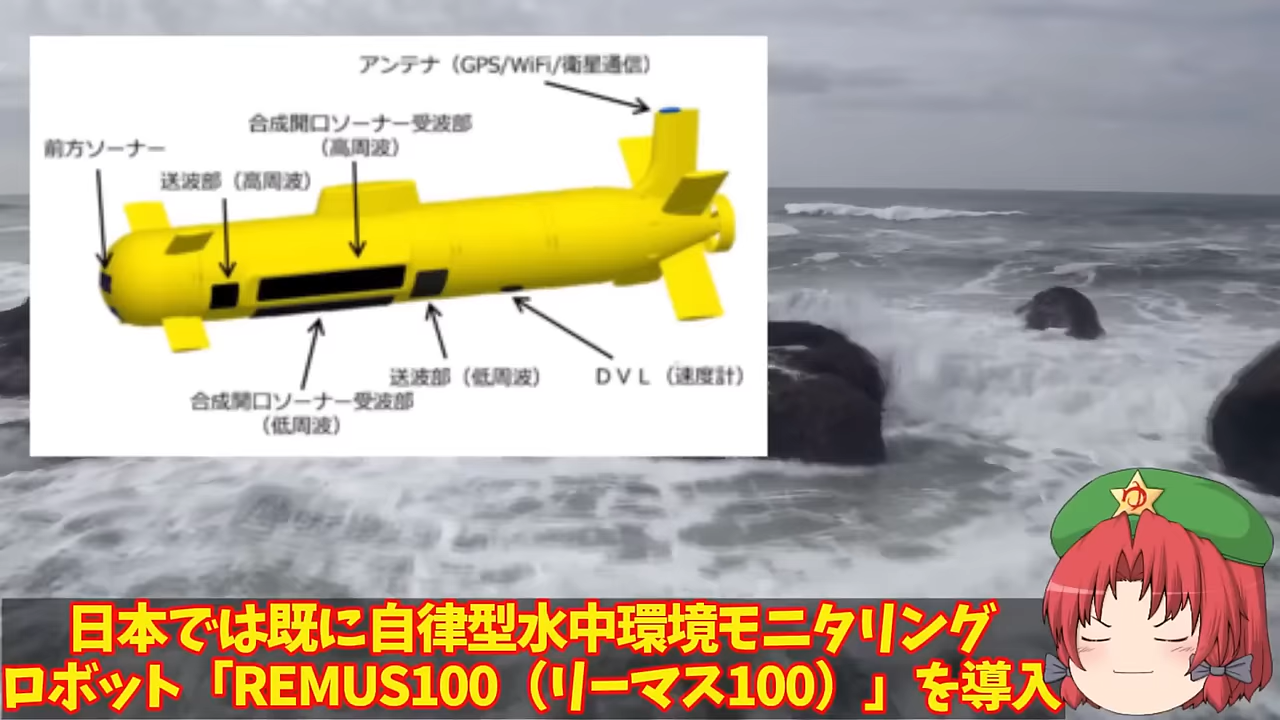 アンテナ（GPS/WiFi/衛星通信）
合成開口ソーナー受波部
（高周波）
前方ソーナー
送波部（高周波）
送波部（低周波）
ＤＶＬ（速度計）
合成開口ソーナー受波部
（低周波）
日本では既に自律型水中環境モニタリング
ロボット「REMUS100（リーマス100）」を導入